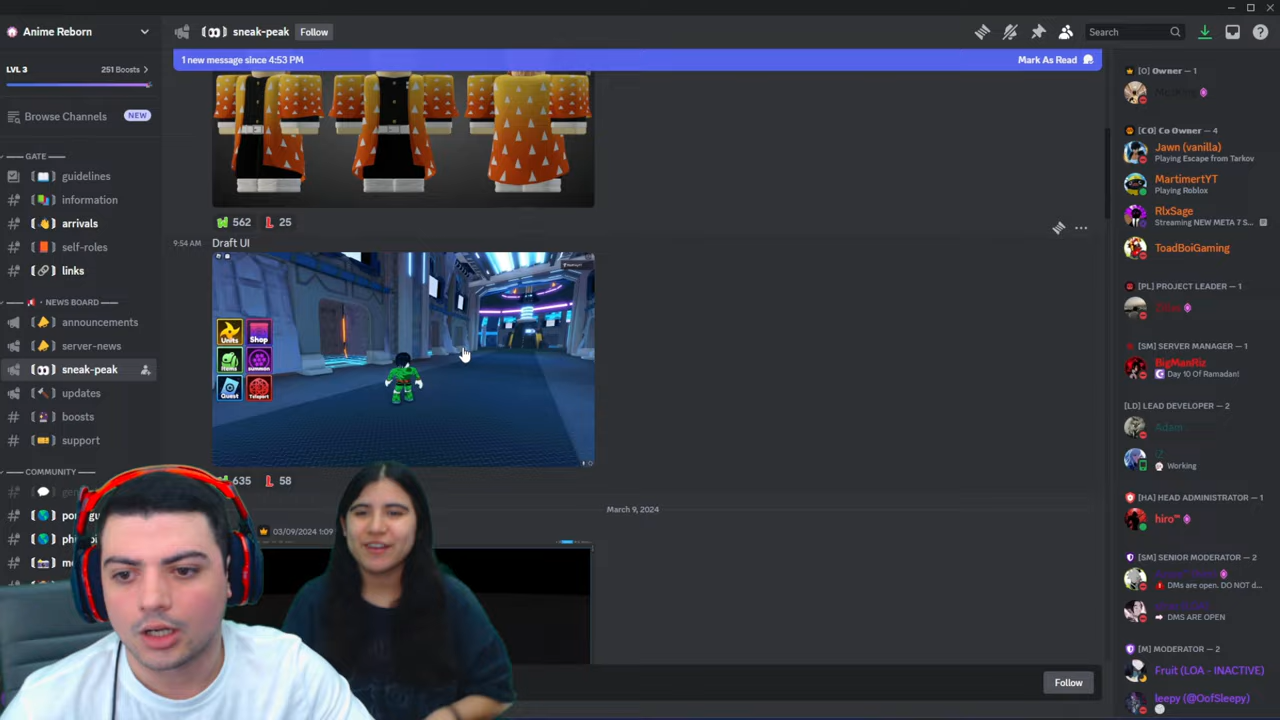 Anime Reborn
sneak-peak
Follow
Search
1 new message since 4:53 PM
Mark As Read
LVL 3
251 Boosts
Browse Channels
NEW
GATE
guidelines
information
arrivals
self-roles
links
NEWS BOARD
announcements
server-news
sneak-peak
updates
boosts
support
COMMUNITY
562
25
9:54 AM
Draft UI
Units
Shop
Items
Summon
Quest
Teleport
635
58
March 9, 2024
03/09/2024 1:09
Follow
[O] Owner — 1
[CO] Co Owner — 4
Jawn (vanilla)
Playing Escape from Tarkov
MartimertYT
Playing Roblox
RlxSage
Streaming NEW META 7 S...
ToadBoiGaming
[PL] PROJECT LEADER — 1
[SM] SERVER MANAGER — 1
BigManRiz
Day 10 Of Ramadan!
[LD] LEAD DEVELOPER — 2
Adam
Working
[HA] HEAD ADMINISTRATOR — 1
hiro™
[SM] SENIOR MODERATOR — 2
DMs are open. DO NOT d...
DMS ARE OPEN
[M] MODERATOR — 2
Fruit (LOA - INACTIVE)
leepy (@OofSleepy)